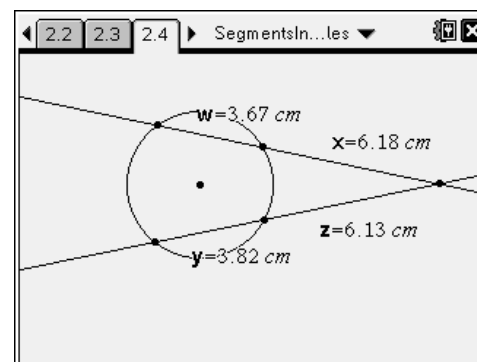 2.2 2.3 2.4 SegmentsIn...les
w=3.67 cm
x=6.18 cm
z=6.13 cm
y=3.82 cm